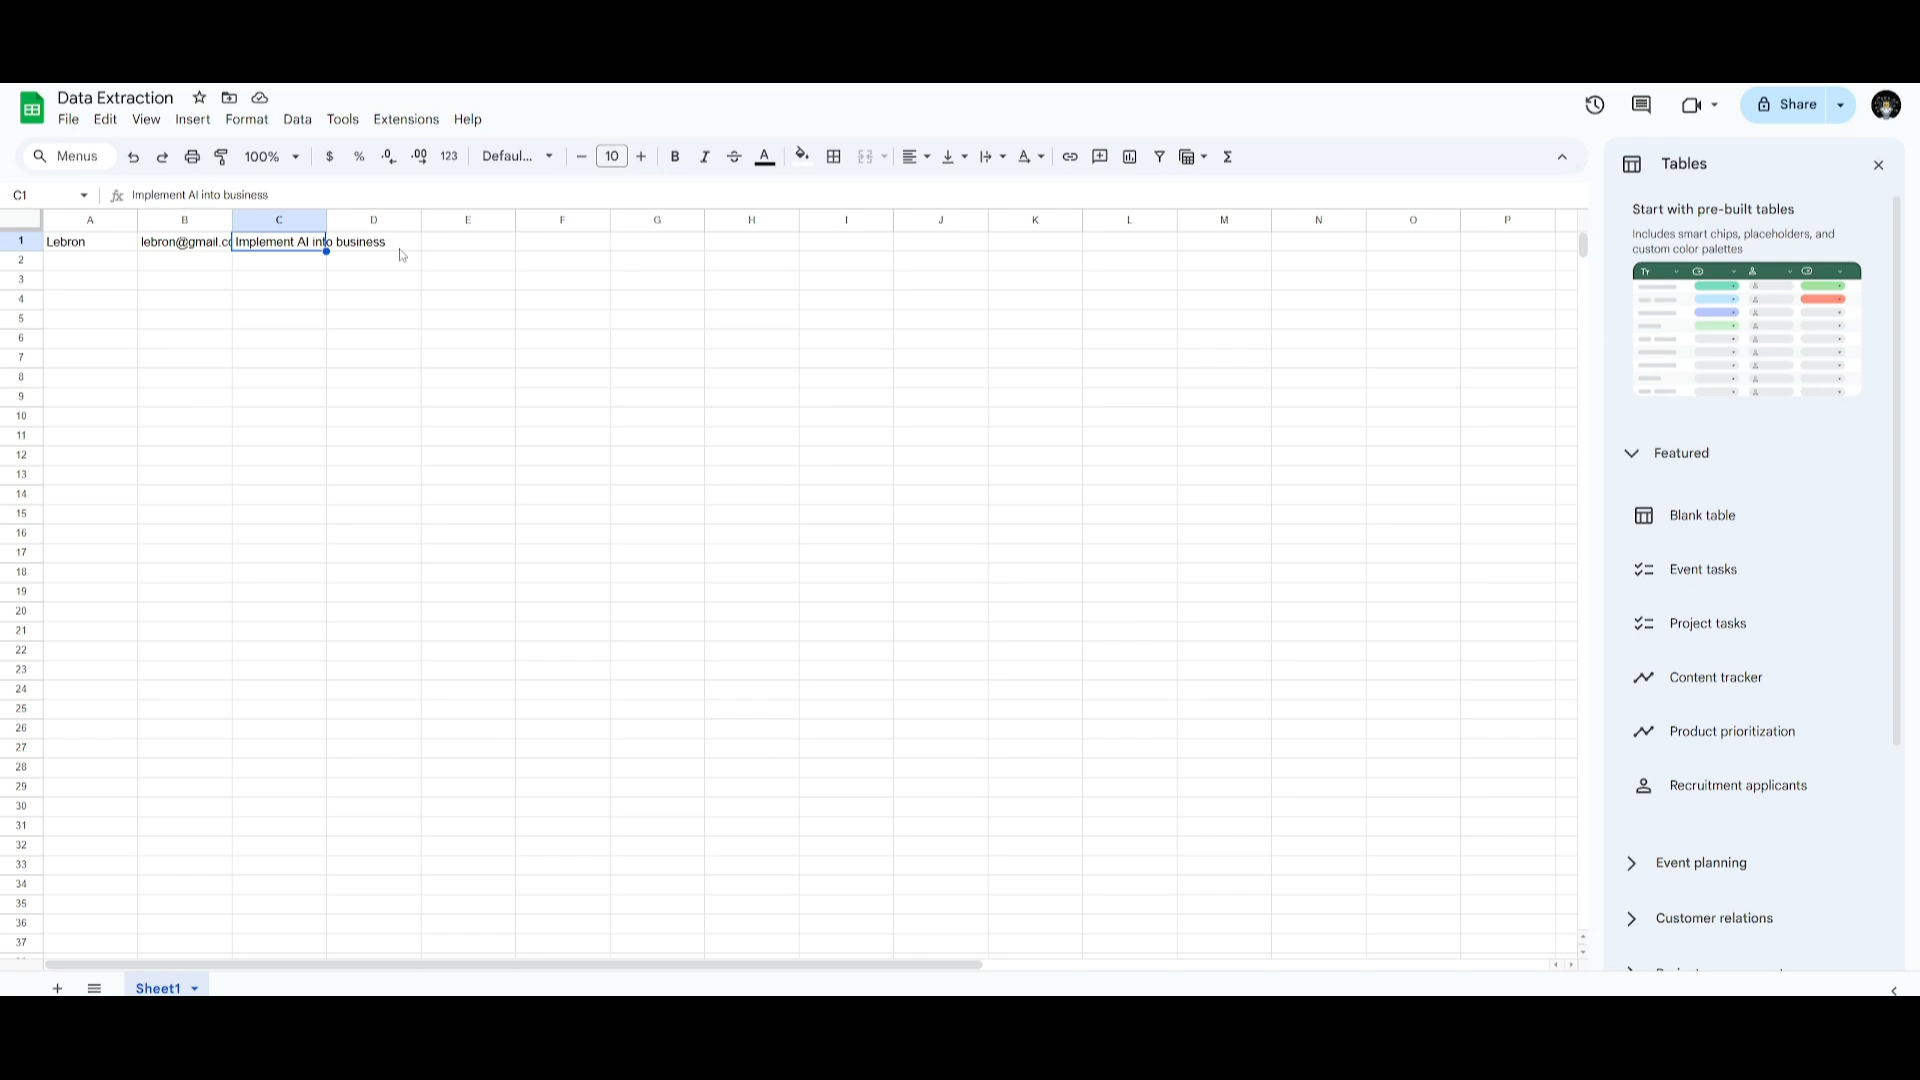 Data Extraction
File Edit View Insert Format Data Tools Extensions Help
Share
Menus 100% $ % .0 .00 123 Defaul... 10 B I A
Tables
C1 Implement AI into business
Start with pre-built tables
Includes smart chips, placeholders, and
custom color palettes
A B C D E F G H I J K L M N O P
1 Lebron lebron@gmail.co Implement AI into business
2
3
4
5
6
7
8
9
10
11
12
13
14
15
16
17
18
19
20
21
22
23
24
25
26
27
28
29
30
31
32
33
34
35
36
37
Featured
Blank table
Event tasks
Project tasks
Content tracker
Product prioritization
Recruitment applicants
Event planning
Customer relations
Sheet1